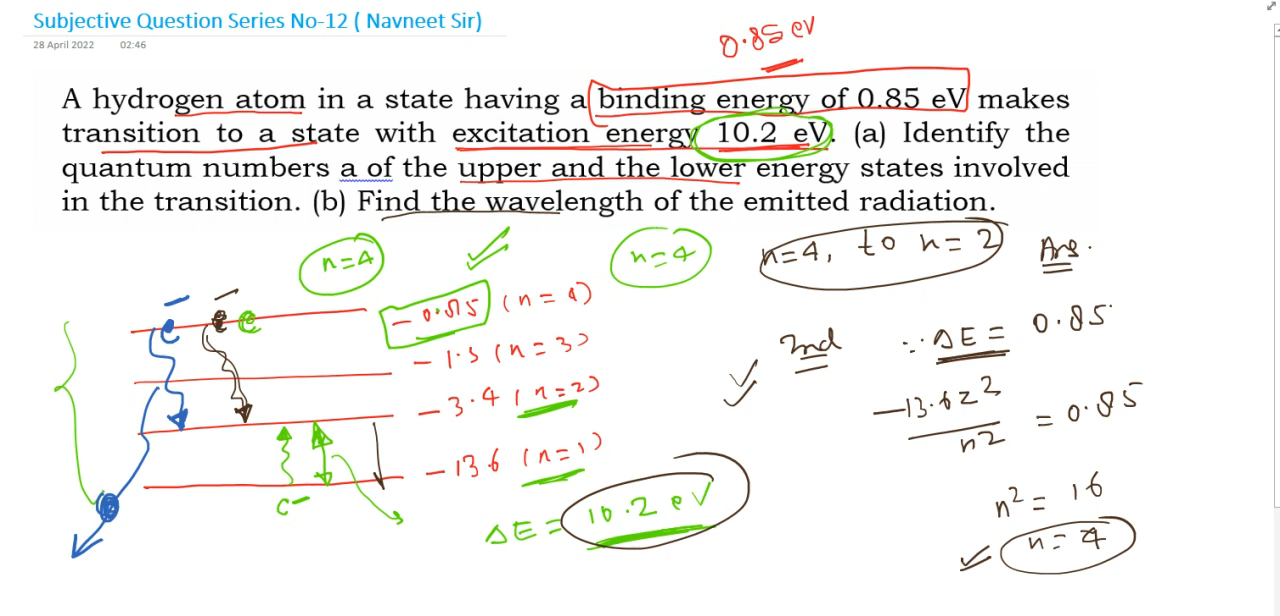 Subjective Question Series No-12 ( Navneet Sir)
28 April 2022 02:46
0.85 eV
A hydrogen atom in a state having a binding energy of 0.85 eV makes
transition to a state with excitation energy 10.2 eV. (a) Identify the
quantum numbers a of the upper and the lower energy states involved
in the transition. (b) Find the wavelength of the emitted radiation.
n=4 n=4 n=4, to n=2 Ans.
e e e - 0.85 (n=4)
2nd ∵ ΔE = 0.85
- 1.5 (n=3)
- 3.4 (n=2)
-13.6z²/n² = 0.85
- 13.6 (n=1)
e-
ΔE = 10.2 eV
n² = 16
n=4